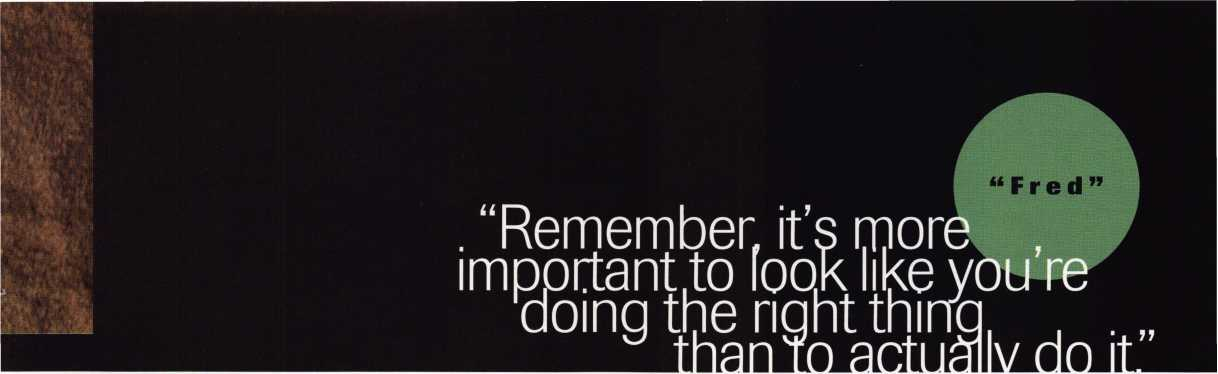 “Fred”
“Remember, it’s more
important to look like you’re
doing the right thing
than to actually do it.”